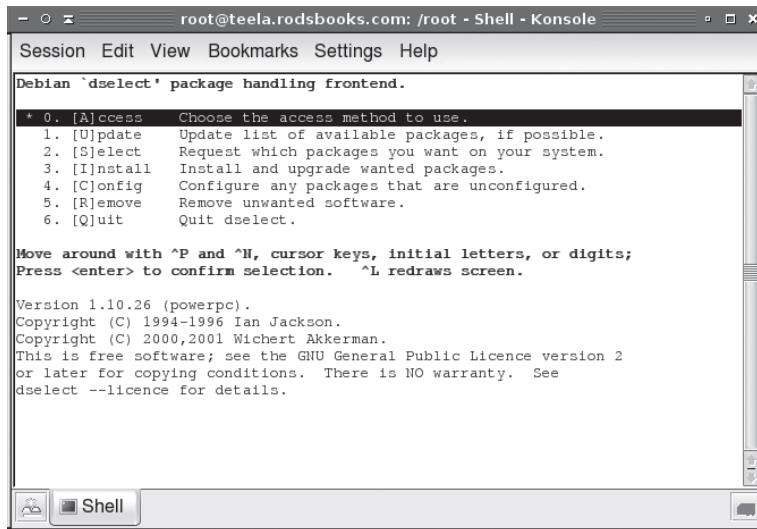 root@teela.rodsbooks.com: /root - Shell - Konsole
Session Edit View Bookmarks Settings Help
Debian `dselect' package handling frontend.
* 0. [A]ccess Choose the access method to use.
1. [U]pdate Update list of available packages, if possible.
2. [S]elect Request which packages you want on your system.
3. [I]nstall Install and upgrade wanted packages.
4. [C]onfig Configure any packages that are unconfigured.
5. [R]emove Remove unwanted software.
6. [Q]uit Quit dselect.
Move around with ^P and ^N, cursor keys, initial letters, or digits;
Press <enter> to confirm selection. ^L redraws screen.
Version 1.10.26 (powerpc).
Copyright (C) 1994-1996 Ian Jackson.
Copyright (C) 2000,2001 Wichert Akkerman.
This is free software; see the GNU General Public Licence version 2
or later for copying conditions. There is NO warranty. See
dselect --licence for details.
Shell